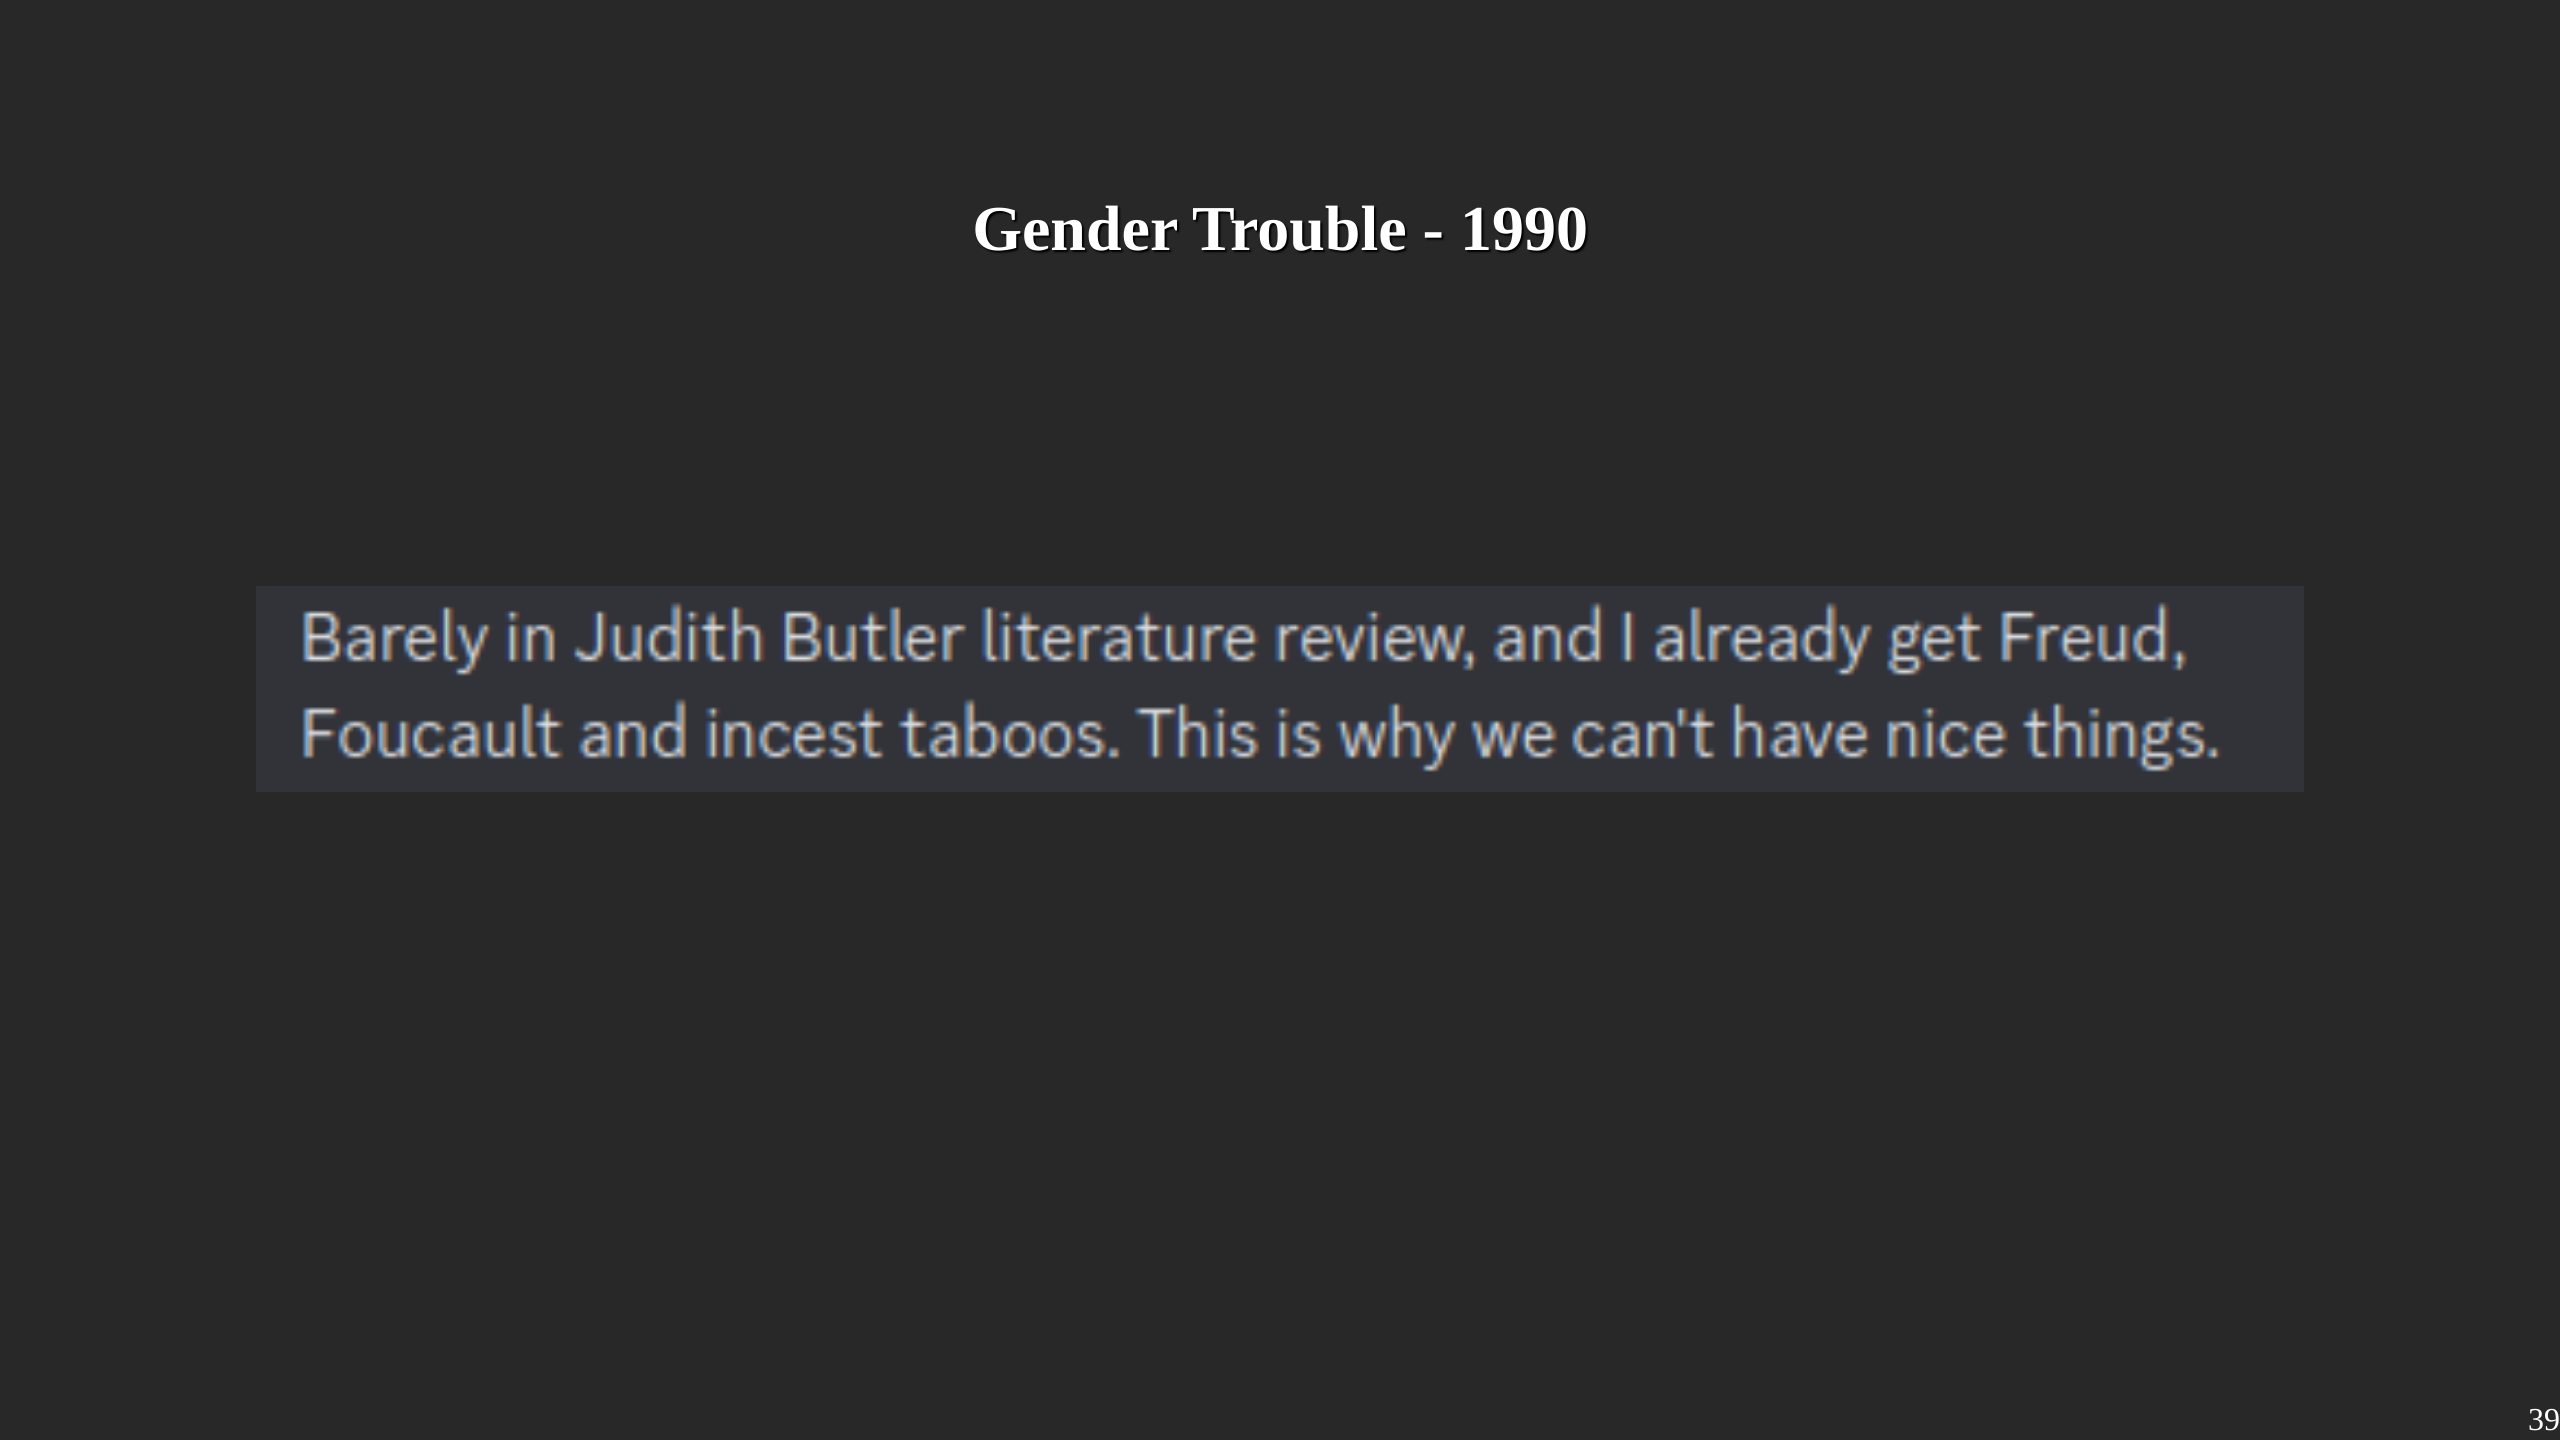 Gender Trouble - 1990
Barely in Judith Butler literature review, and I already get Freud,
Foucault and incest taboos. This is why we can't have nice things.
39